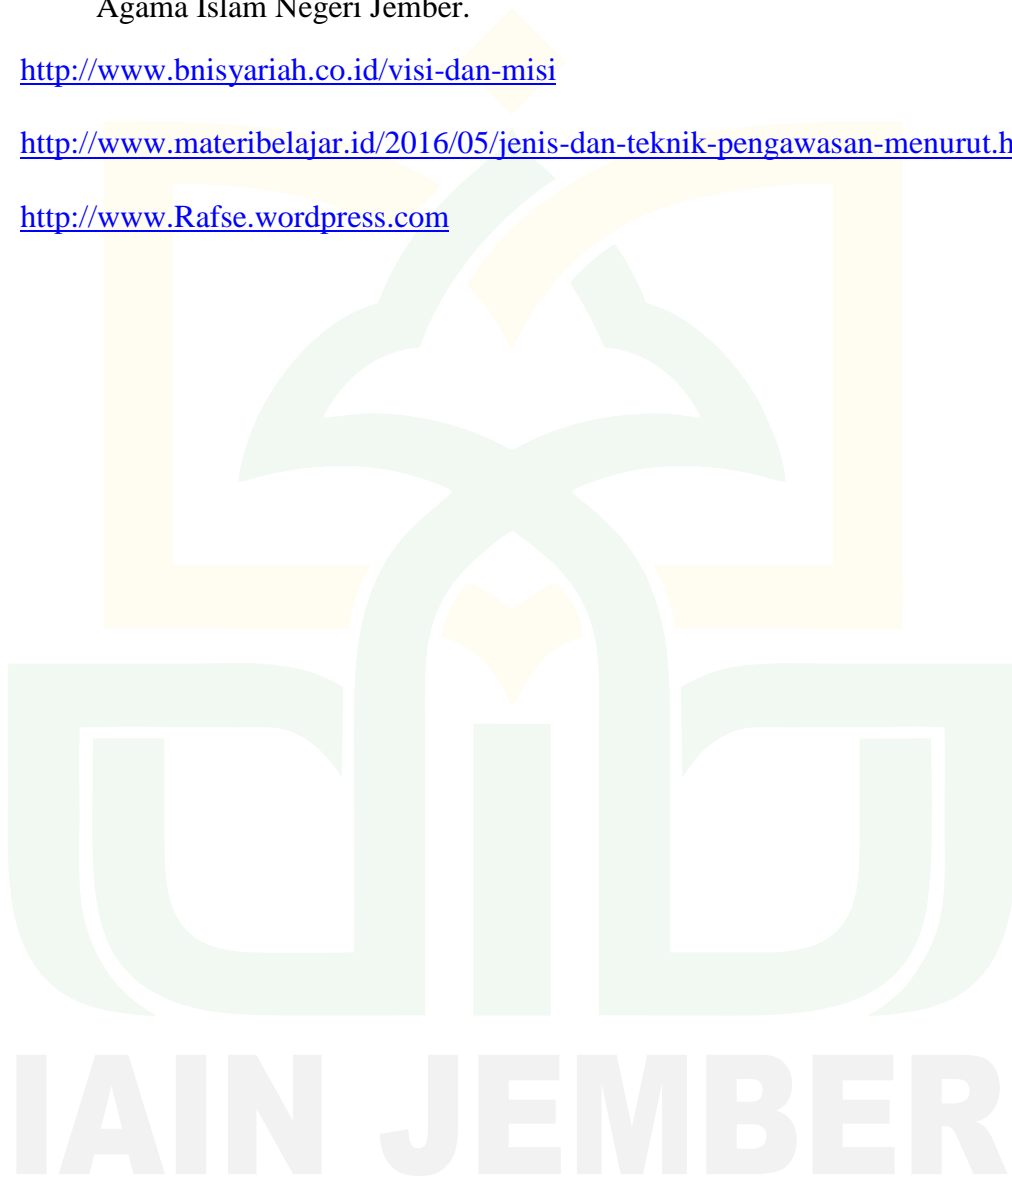 Agama Islam Negeri Jember.
http://www.bnisyariah.co.id/visi-dan-misi
http://www.materibelajar.id/2016/05/jenis-dan-teknik-pengawasan-menurut.h
http://www.Rafse.wordpress.com
IAIN JEMBER